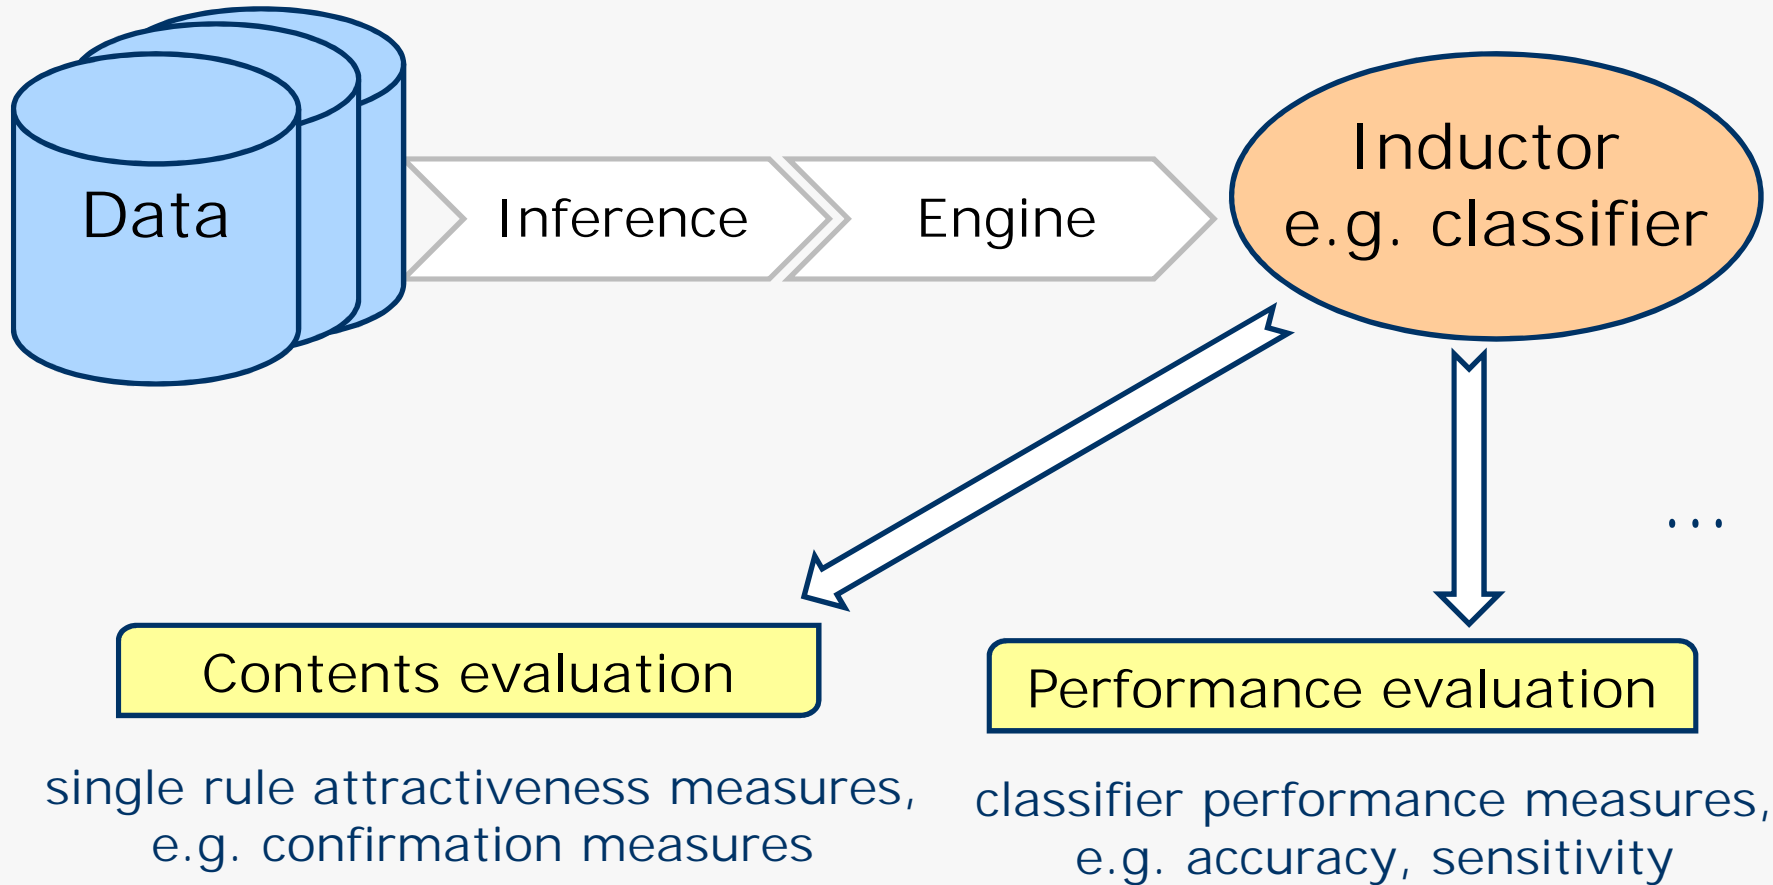 Data
Inference
Engine
Inductor
e.g. classifier
...
Contents evaluation
single rule attractiveness measures,
e.g. confirmation measures
Performance evaluation
classifier performance measures,
e.g. accuracy, sensitivity